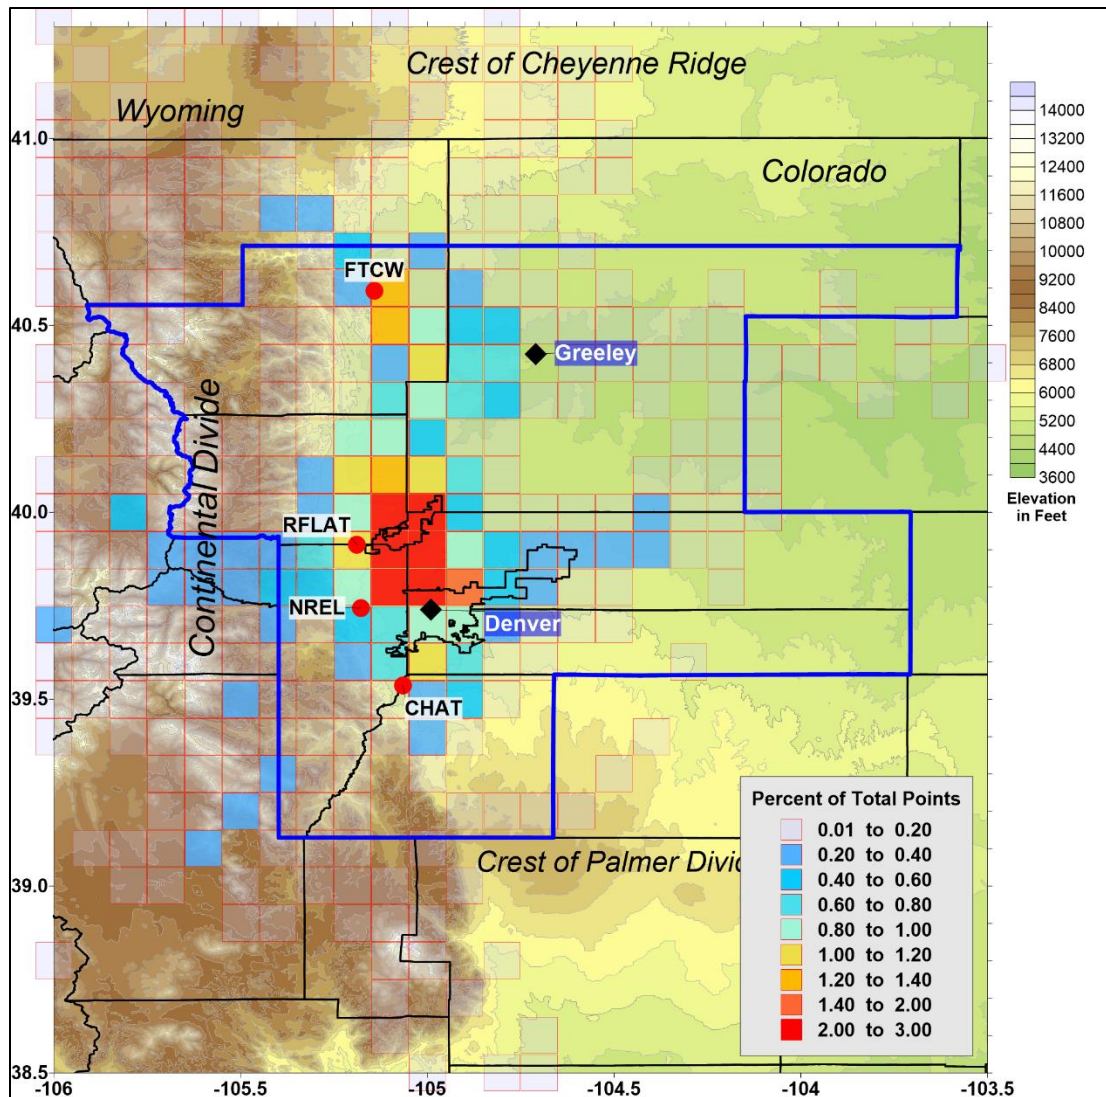 Crest of Cheyenne Ridge
Wyoming
Colorado
41.0
40.5
40.0
39.5
39.0
38.5
FTCW
Greeley
Continental Divide
RFLAT
NREL
Denver
CHAT
Crest of Palmer Divid
Percent of Total Points
0.01 to 0.20
0.20 to 0.40
0.40 to 0.60
0.60 to 0.80
0.80 to 1.00
1.00 to 1.20
1.20 to 1.40
1.40 to 2.00
2.00 to 3.00
-106
-105.5
-105
-104.5
-104
-103.5
14000
13200
12400
11600
10800
10000
9200
8400
7600
6800
6000
5200
4400
3600
Elevation
in Feet